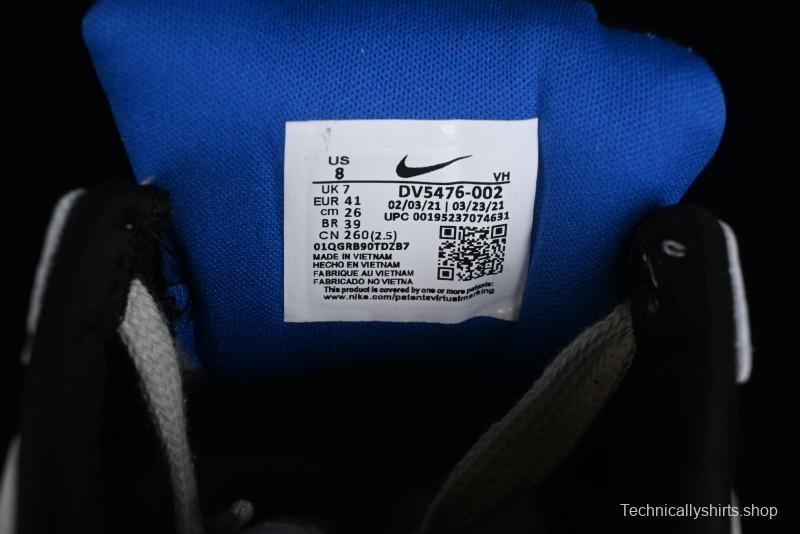 US
8
VH
UK 7
EUR 41
cm 26
BR 39
CN 260(2.5)
DV5476-002
02/03/21 | 03/23/21
UPC 00195237074631
01QGRB90TDZB7
MADE IN VIETNAM
HECHO EN VIETNAM
FABRIQUE AU VIETNAM
FABRICADO NO VIETNA
This product is covered by one or more patents:
www.nike.com/patentsvirtualmarking
Technicallyshirts.shop